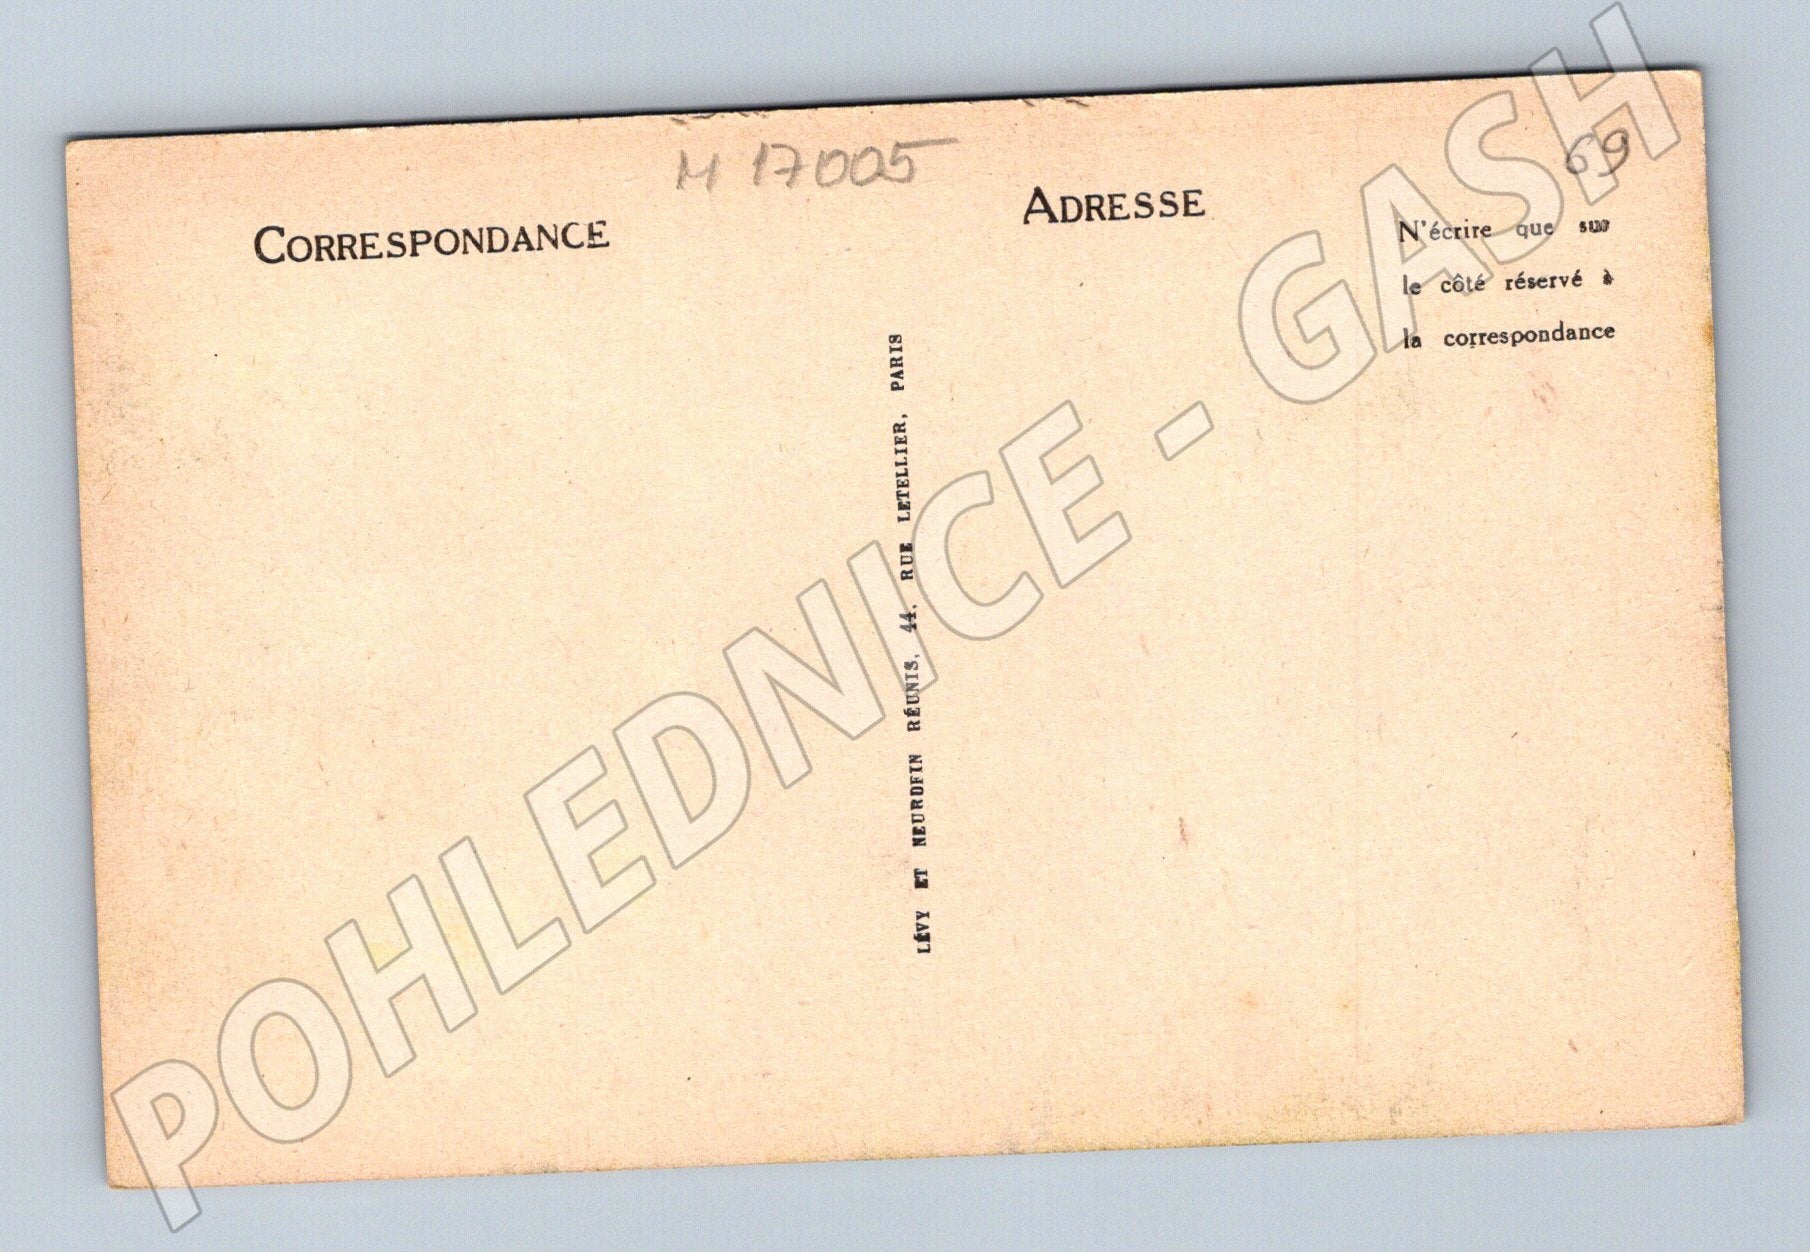 M 17005
69
CORRESPONDANCE
ADRESSE
N'écrire que sur
le côté réservé à
la correspondance
LÉVY ET NEURDFIN RÉUNIS, 44, RUE LETELLIER, PARIS
POHLEDNICE - GASH